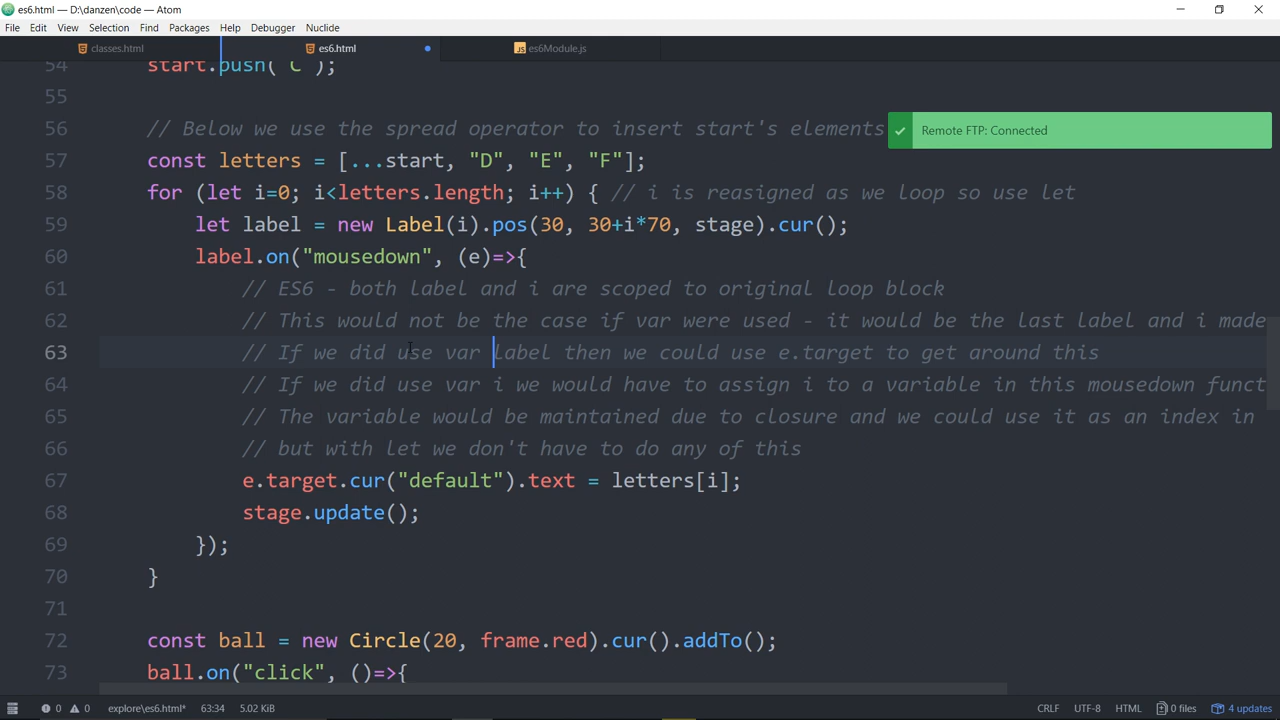 es6.html — D:\danzen\code — Atom
File Edit View Selection Find Packages Help Debugger Nuclide
classes.html es6.html es6Module.js
54 start.push("C");
55
56 // Below we use the spread operator to insert start's elements
Remote FTP: Connected
57 const letters = [...start, "D", "E", "F"];
58 for (let i=0; i<letters.length; i++) { // i is reasigned as we loop so use let
59 let label = new Label(i).pos(30, 30+i*70, stage).cur();
60 label.on("mousedown", (e)=>{
61 // ES6 - both label and i are scoped to original loop block
62 // This would not be the case if var were used - it would be the last label and i made
63 // If we did use var label then we could use e.target to get around this
64 // If we did use var i we would have to assign i to a variable in this mousedown funct
65 // The variable would be maintained due to closure and we could use it as an index in
66 // but with let we don't have to do any of this
67 e.target.cur("default").text = letters[i];
68 stage.update();
69 });
70 }
71
72 const ball = new Circle(20, frame.red).cur().addTo();
73 ball.on("click", ()=>{
0 0 explore\es6.html* 63:34 5.02 KiB CRLF UTF-8 HTML 0 files 4 updates